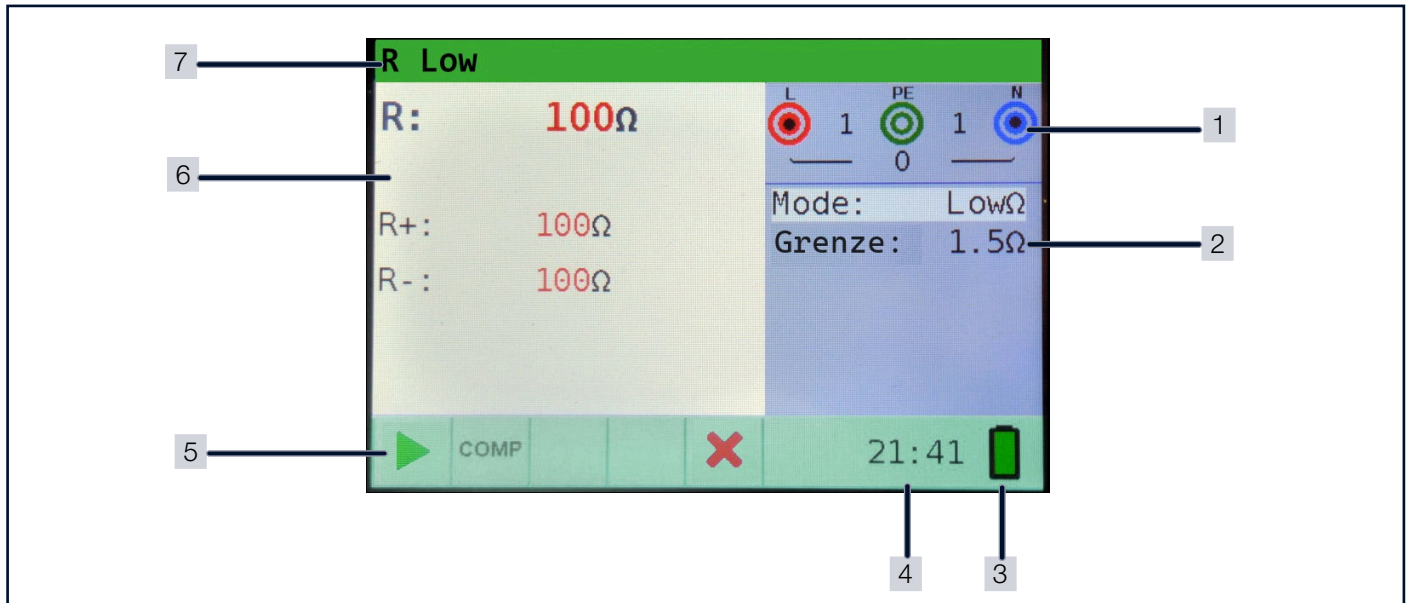 7
R Low
R: 100Ω
L PE N
1 1
0
1
6
Mode: LowΩ
Grenze: 1.5Ω
2
R+: 100Ω
R-: 100Ω
5
COMP
21:41
4
3